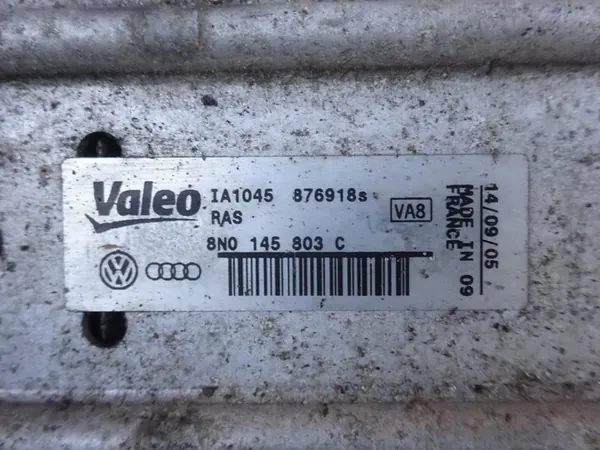 Valeo
IA1045 876918s
RAS
VA8
8N0 145 803 C
14/09/05
MADE IN 09
FRANCE